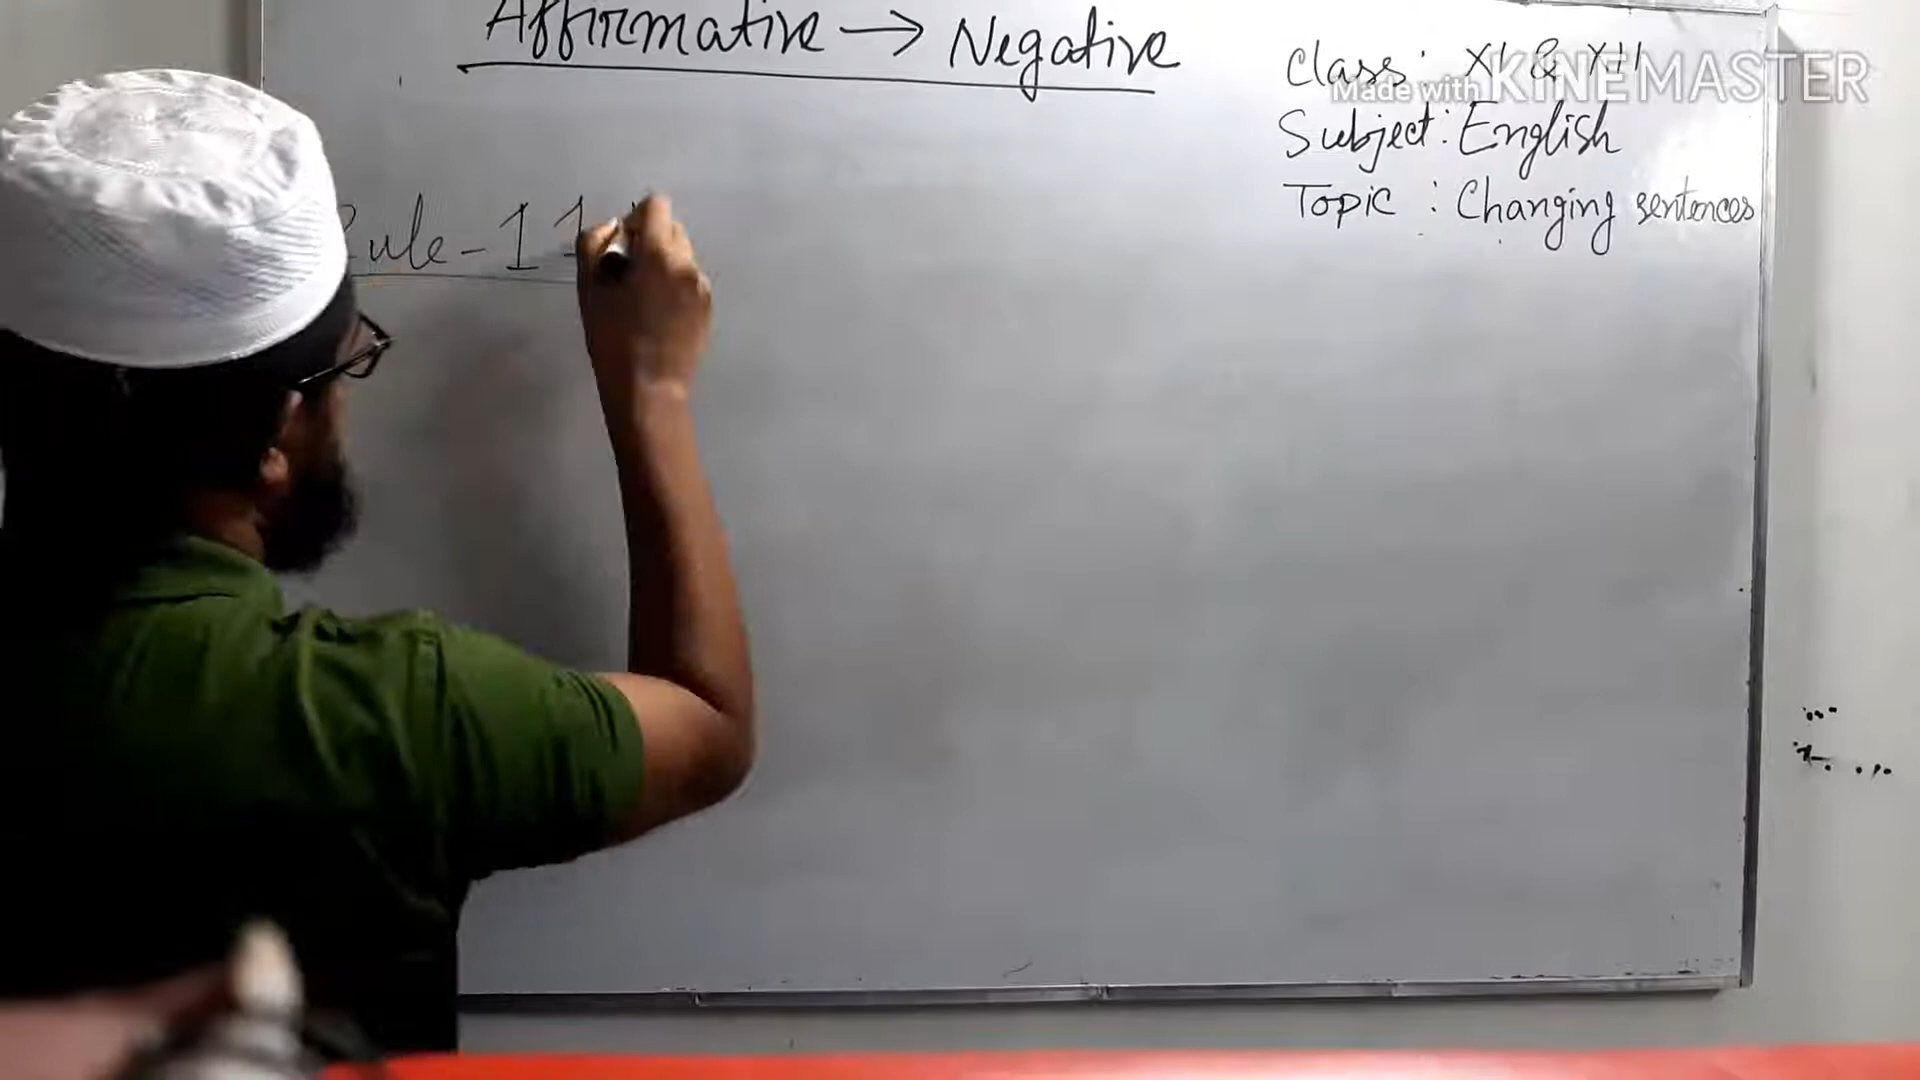 Affirmative → Negative
Class: XI & XII
Made with KINEMASTER
Subject: English
Topic : Changing sentences
Rule-11